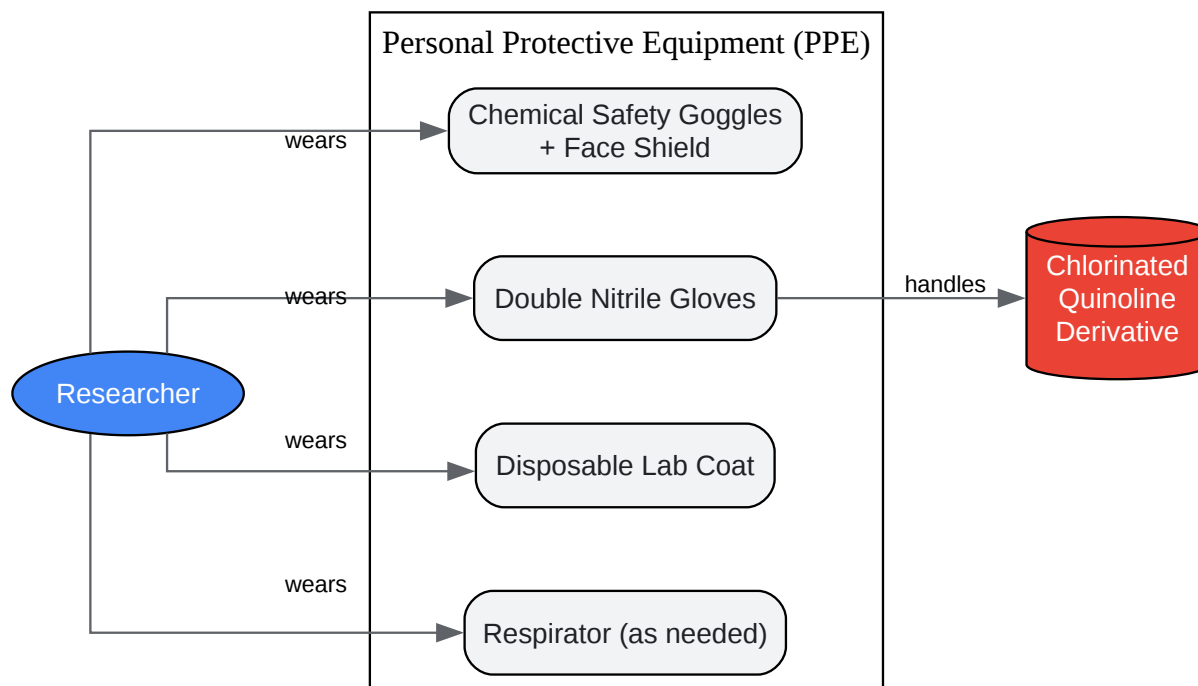 Personal Protective Equipment (PPE)
Chemical Safety Goggles
+ Face Shield
wears
Double Nitrile Gloves
wears
handles
Chlorinated
Quinoline
Derivative
Researcher
wears
Disposable Lab Coat
wears
Respirator (as needed)